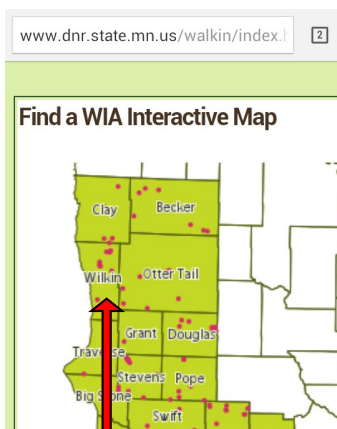 www.dnr.state.mn.us/walkin/index.
2
Find a WIA Interactive Map
Clay
Becker
Wilkin
Otter Tail
Grant
Douglas
Traverse
Stevens
Pope
Big Stone
Swift